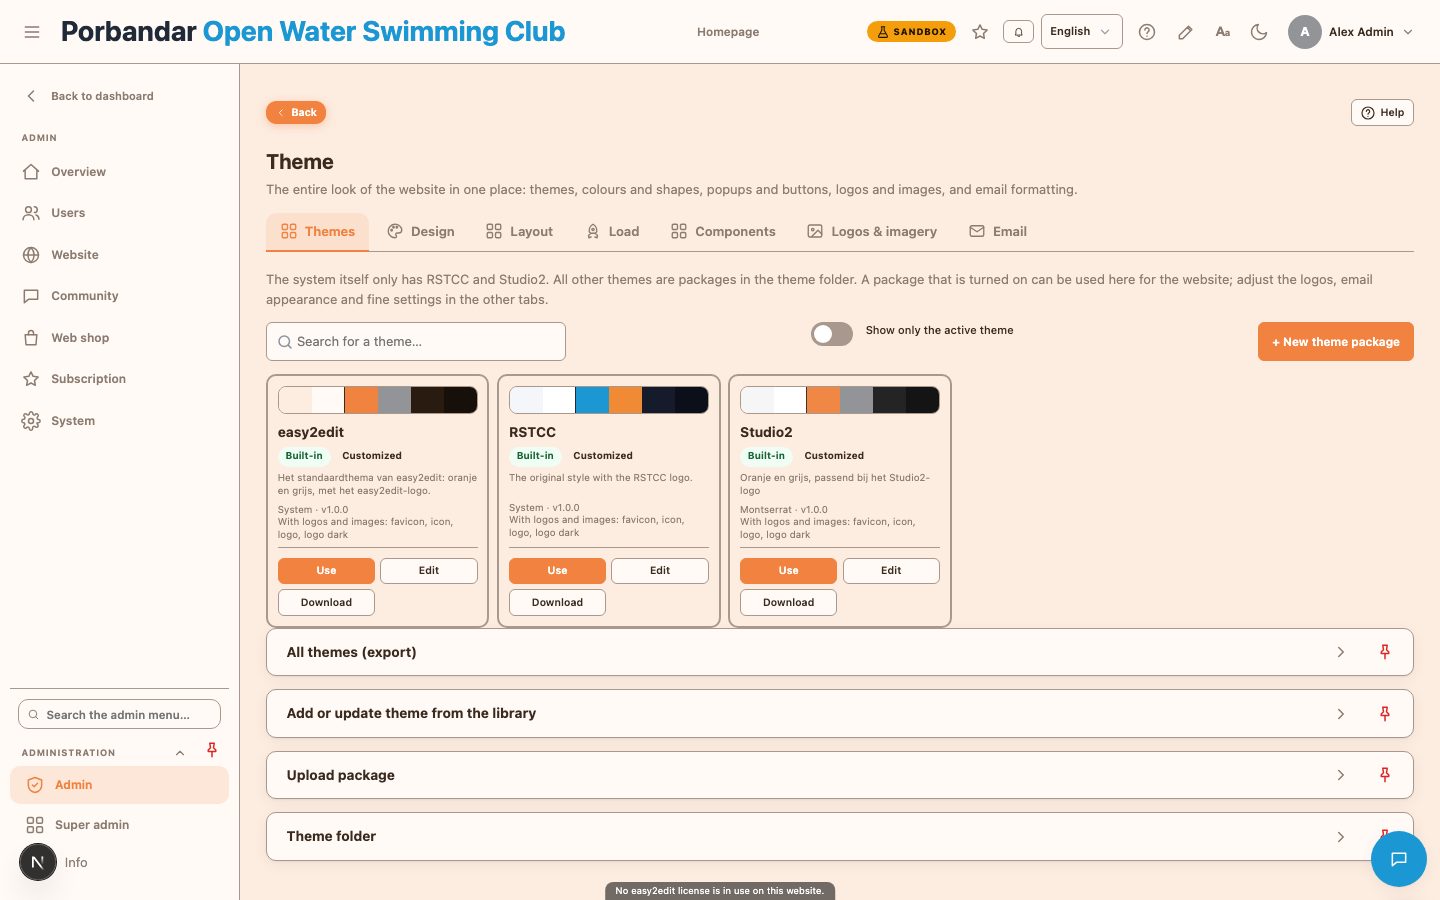 Porbandar Open Water Swimming Club
Homepage
SANDBOX
English
Aa
A
Alex Admin
Back to dashboard
ADMIN
Overview
Users
Website
Community
Web shop
Subscription
System
Search the admin menu...
ADMINISTRATION
Admin
Super admin
N
Info
Back
Help
Theme
The entire look of the website in one place: themes, colours and shapes, popups and buttons, logos and images, and email formatting.
Themes
Design
Layout
Load
Components
Logos & imagery
Email
The system itself only has RSTCC and Studio2. All other themes are packages in the theme folder. A package that is turned on can be used here for the website; adjust the logos, email
appearance and fine settings in the other tabs.
Search for a theme...
Show only the active theme
+ New theme package
easy2edit
Built-in
Customized
Het standaardthema van easy2edit: oranje
en grijs, met het easy2edit-logo.
System · v1.0.0
With logos and images: favicon, icon,
logo, logo dark
Use
Edit
Download
RSTCC
Built-in
Customized
The original style with the RSTCC logo.
System · v1.0.0
With logos and images: favicon, icon,
logo, logo dark
Use
Edit
Download
Studio2
Built-in
Customized
Oranje en grijs, passend bij het Studio2-
logo
Montserrat · v1.0.0
With logos and images: favicon, icon,
logo, logo dark
Use
Edit
Download
All themes (export)
Add or update theme from the library
Upload package
Theme folder
No easy2edit license is in use on this website.